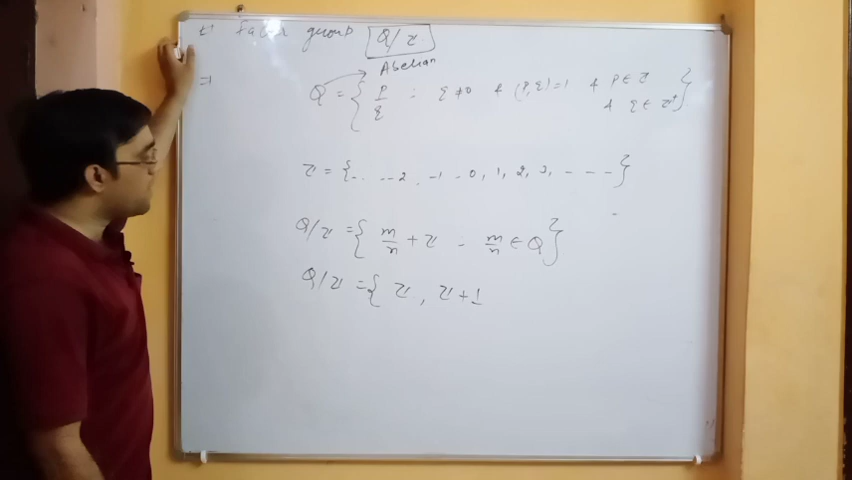 factor group Q/Z
Abelian
⇒ Q = { p/q : q ≠ 0 & (p, q) = 1 & p ∈ Z
& q ∈ Z⁺ }
Z = { - . - - -2 , -1 - 0, 1, 2, 3, - - - - }
Q/Z = { m/n + Z - m/n ∈ Q }
Q/Z = { Z , Z + 1